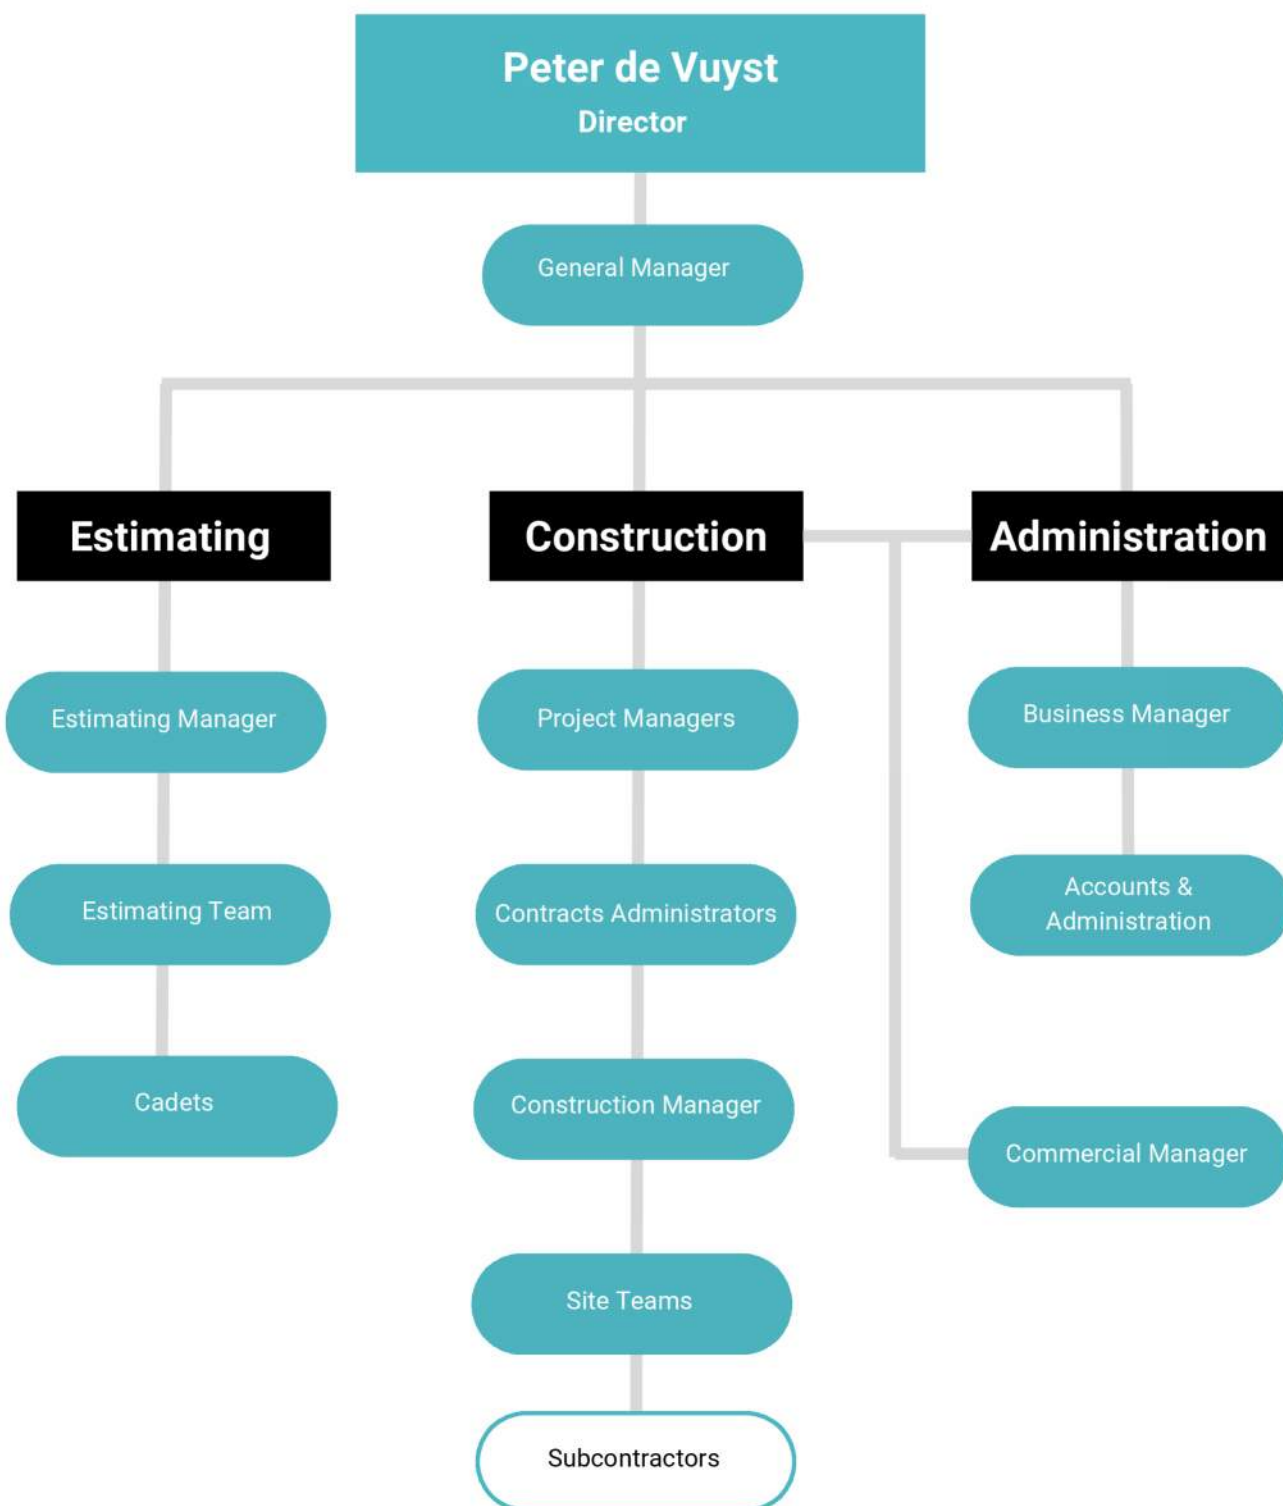 Peter de Vuyst
Director
General Manager
Estimating
Construction
Administration
Estimating Manager
Project Managers
Business Manager
Estimating Team
Contracts Administrators
Accounts &
Administration
Cadets
Construction Manager
Commercial Manager
Site Teams
Subcontractors